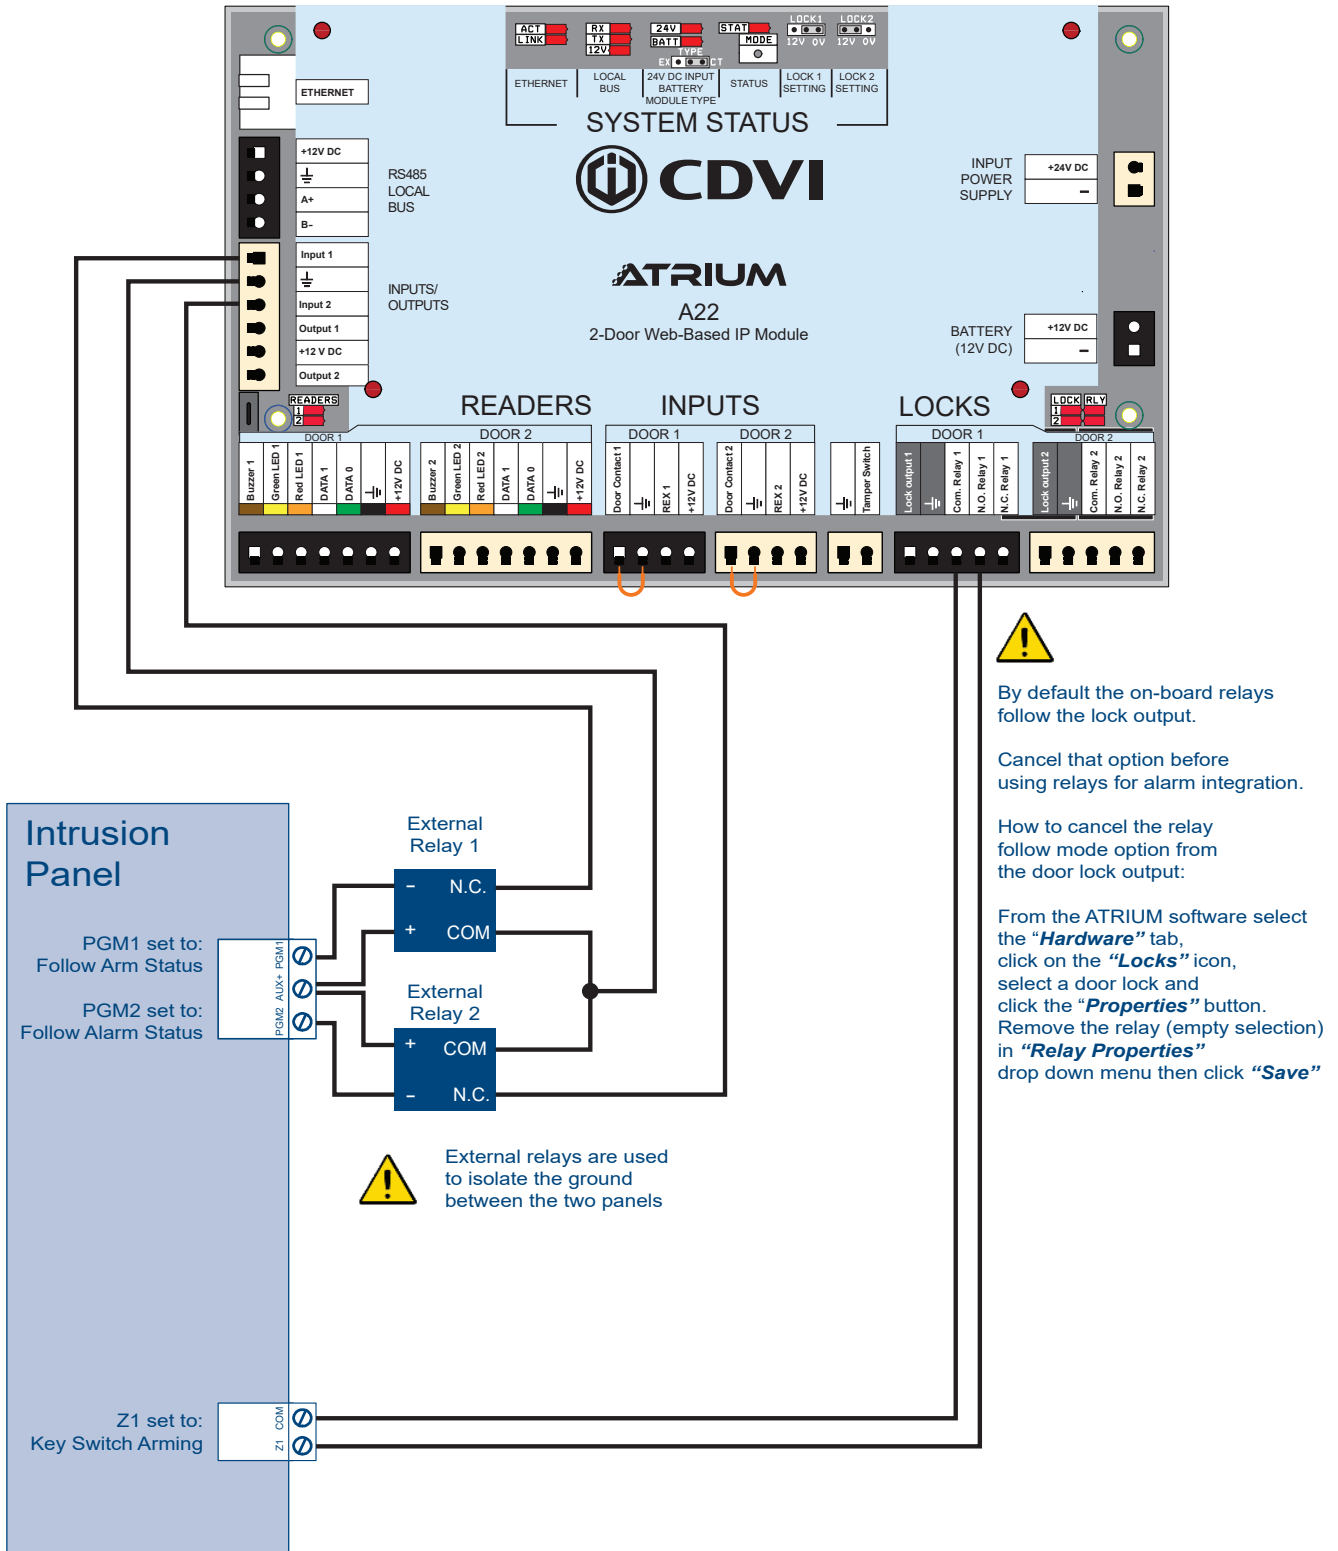 ACT
LINK
RX
TX
12V
24V
BATT
TYPE
EX CT
STAT
MODE
LOCK1
12V 0V
LOCK2
12V 0V
ETHERNET
LOCAL
BUS
24V DC INPUT
BATTERY
MODULE TYPE
STATUS
LOCK 1
SETTING
LOCK 2
SETTING
SYSTEM STATUS
CDVI
ATRIUM
A22
2-Door Web-Based IP Module
ETHERNET
+12V DC
A+
B-
RS485
LOCAL
BUS
Input 1
Input 2
Output 1
+12 V DC
Output 2
INPUTS/
OUTPUTS
INPUT
POWER
SUPPLY
+24V DC
–
BATTERY
(12V DC)
+12V DC
–
READERS
1
2
LOCK RLY
1
2
READERS
INPUTS
LOCKS
DOOR 1
Buzzer 1
Green LED 1
Red LED 1
DATA 1
DATA 0
+12V DC
DOOR 2
Buzzer 2
Green LED 2
Red LED 2
DATA 1
DATA 0
+12V DC
DOOR 1
Door Contact 1
REX 1
+12V DC
DOOR 2
Door Contact 2
REX 2
+12V DC
Tamper Switch
DOOR 1
Lock output 1
Com. Relay 1
N.O. Relay 1
N.C. Relay 1
DOOR 2
Lock output 2
Com. Relay 2
N.O. Relay 2
N.C. Relay 2
By default the on-board relays
follow the lock output.
Cancel that option before
using relays for alarm integration.
How to cancel the relay
follow mode option from
the door lock output:
From the ATRIUM software select
the “Hardware” tab,
click on the “Locks” icon,
select a door lock and
click the “Properties” button.
Remove the relay (empty selection)
in “Relay Properties”
drop down menu then click “Save”
Intrusion
Panel
PGM1 set to:
Follow Arm Status
PGM2 set to:
Follow Alarm Status
PGM1
AUX+
PGM2
External
Relay 1
– N.C.
+ COM
External
Relay 2
+ COM
– N.C.
External relays are used
to isolate the ground
between the two panels
Z1 set to:
Key Switch Arming
COM
Z1